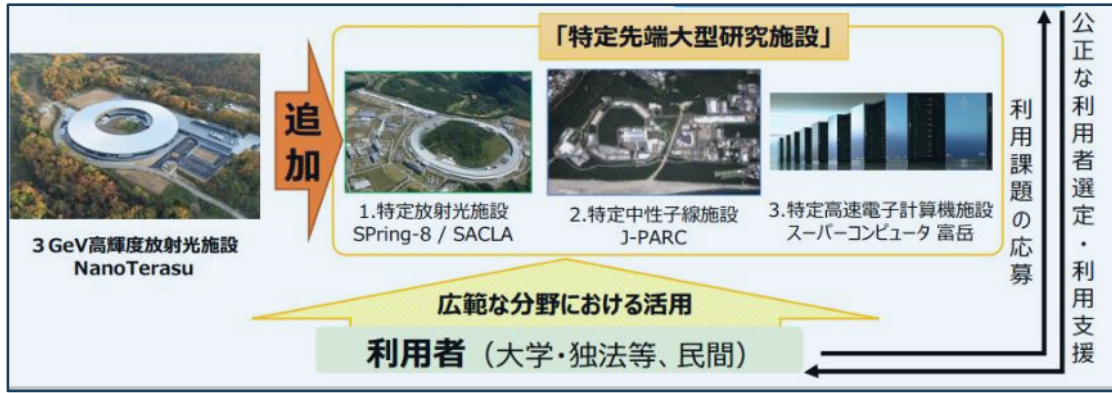 「特定先端大型研究施設」
追加
3GeV高輝度放射光施設
NanoTerasu
1.特定放射光施設
SPring-8 / SACLA
2.特定中性子線施設
J-PARC
3.特定高速電子計算機施設
スーパーコンピュータ 富岳
広範な分野における活用
利用者（大学・独法等、民間）
利用課題の応募
公正な利用者選定・利用支援